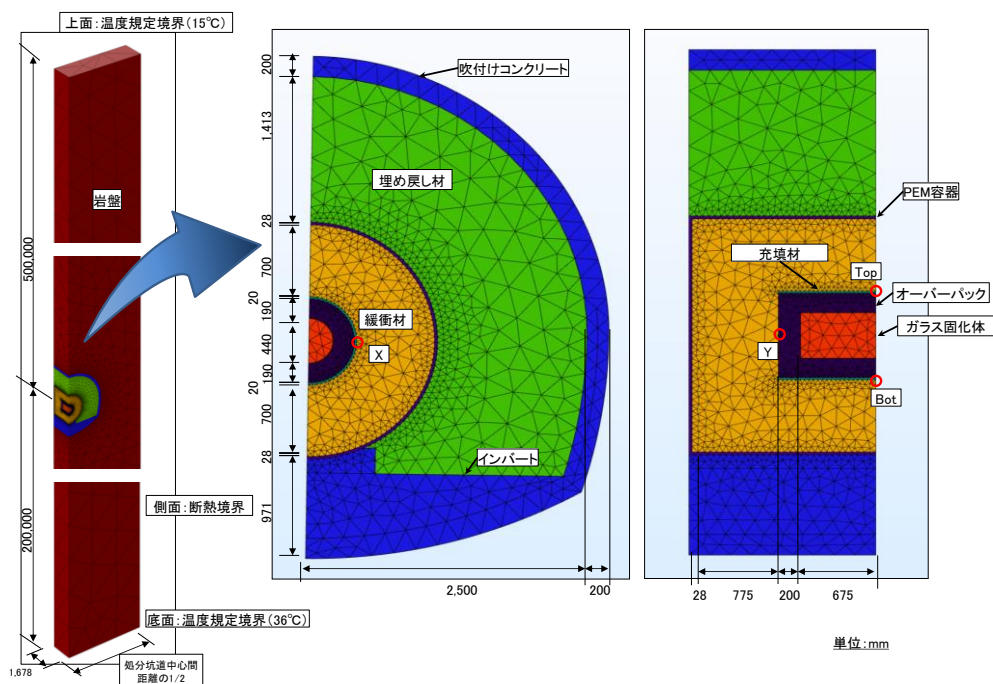 上面:温度規定境界(15℃)
岩盤
500,000
200,000
側面:断熱境界
底面:温度規定境界(36℃)
1,678
処分坑道中心間
距離の1/2
吹付けコンクリート
埋め戻し材
緩衝材
X
インバート
200
1,413
28
700
20
190
440
190
20
700
28
971
2,500
200
PEM容器
充填材
Top
オーバーパック
ガラス固化体
Y
Bot
28
775
200
675
単位:mm